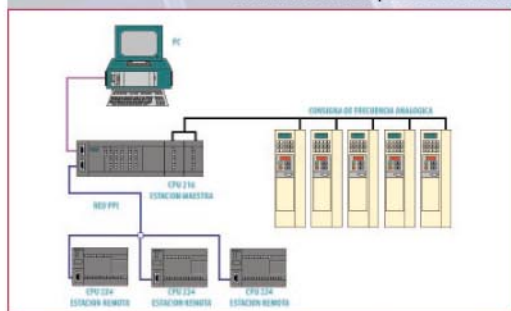 PC
CONSIGNA DE FRECUENCIA ANALOGICA
CPU 216
ESTACION MAESTRA
RED PPI
CPU 224
ESTACION REMOTA
CPU 224
ESTACION REMOTA
CPU 224
ESTACION REMOTA